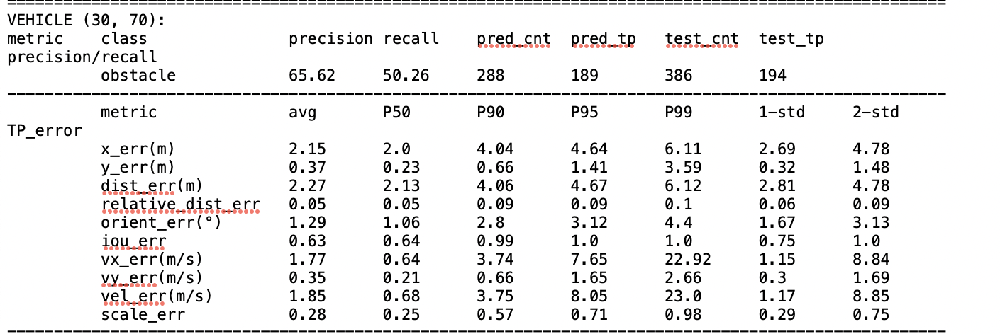 VEHICLE (30, 70):
metric class precision recall pred_cnt pred_tp test_cnt test_tp
precision/recall
obstacle 65.62 50.26 288 189 386 194
metric avg P50 P90 P95 P99 1-std 2-std
TP_error
x_err(m) 2.15 2.0 4.04 4.64 6.11 2.69 4.78
y_err(m) 0.37 0.23 0.66 1.41 3.59 0.32 1.48
dist_err(m) 2.27 2.13 4.06 4.67 6.12 2.81 4.78
relative_dist_err 0.05 0.05 0.09 0.09 0.1 0.06 0.09
orient_err(°) 1.29 1.06 2.8 3.12 4.4 1.67 3.13
iou_err 0.63 0.64 0.99 1.0 1.0 0.75 1.0
vx_err(m/s) 1.77 0.64 3.74 7.65 22.92 1.15 8.84
vy_err(m/s) 0.35 0.21 0.66 1.65 2.66 0.3 1.69
vel_err(m/s) 1.85 0.68 3.75 8.05 23.0 1.17 8.85
scale_err 0.28 0.25 0.57 0.71 0.98 0.29 0.75